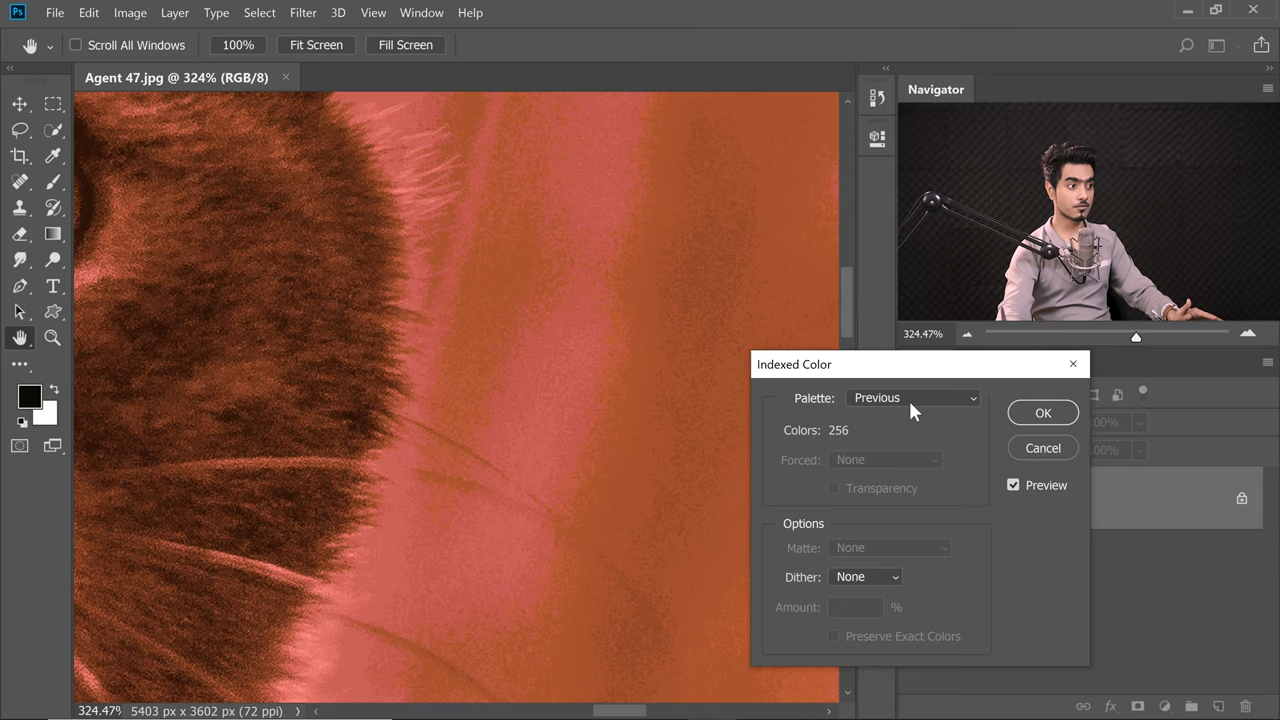 Ps File Edit Image Layer Type Select Filter 3D View Window Help
Scroll All Windows 100% Fit Screen Fill Screen
Agent 47.jpg @ 324% (RGB/8)
Navigator
324.47%
Indexed Color
Palette: Previous
OK
Colors: 256
Cancel
Forced: None
Transparency
Preview
Options
Matte: None
Dither: None
Amount: %
Preserve Exact Colors
00%
00%
324.47% 5403 px x 3602 px (72 ppi)
fx